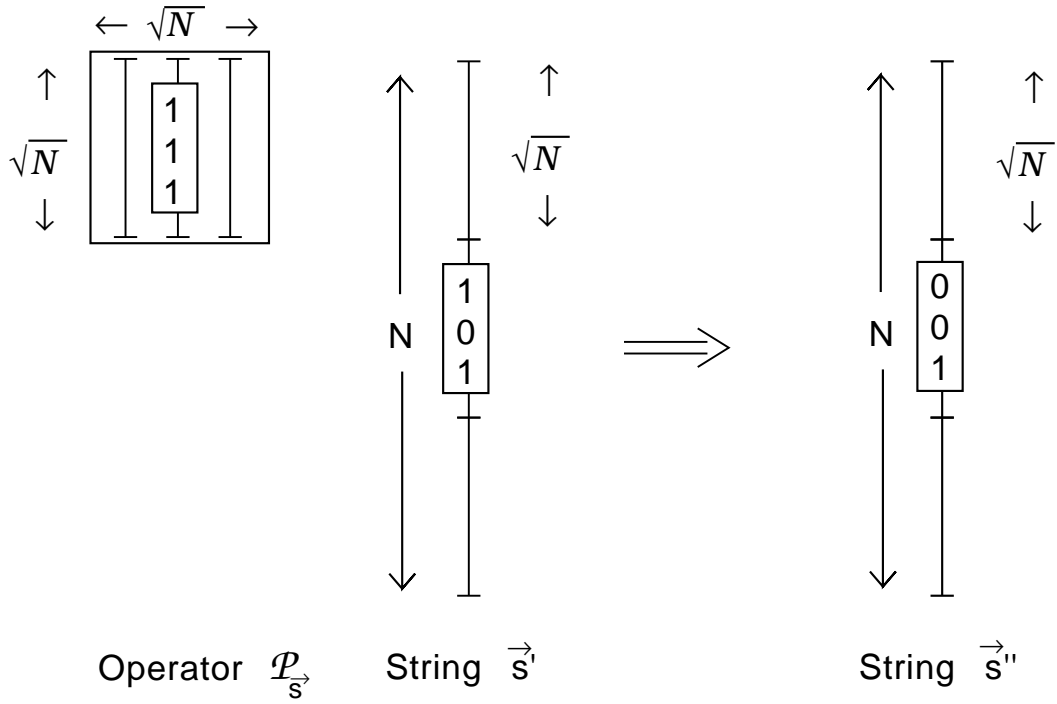 ← √N →
↑ √N ↓
1
1
1
N
1
0
1
↑ √N ↓
⟹
N
0
0
1
↑ √N ↓
Operator 𝒫s⃗
String s⃗'
String s⃗''